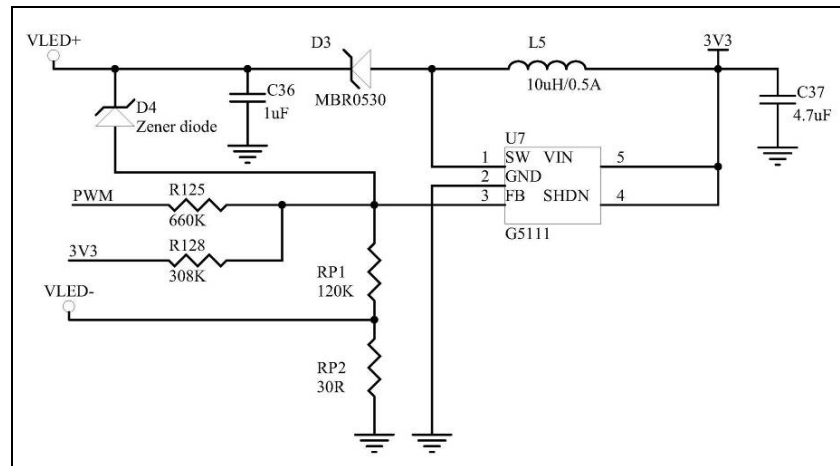 VLED+
D3
L5
3V3
MBR0530
10uH/0.5A
D4
Zener diode
C36
1uF
C37
4.7uF
U7
1 SW VIN 5
2 GND
3 FB SHDN 4
G5111
PWM
R125
660K
3V3
R128
308K
VLED-
RP1
120K
RP2
30R